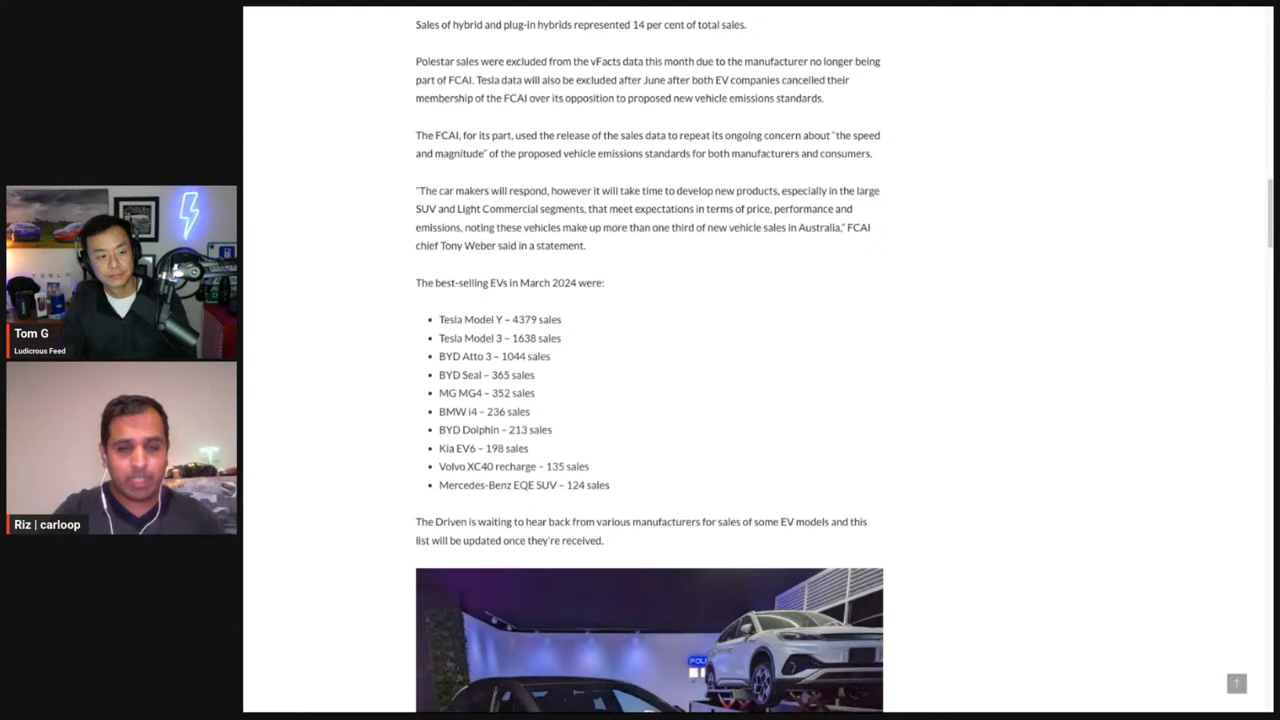 Sales of hybrid and plug-in hybrids represented 14 per cent of total sales.
Polestar sales were excluded from the vFacts data this month due to the manufacturer no longer being
part of FCAI. Tesla data will also be excluded after June after both EV companies cancelled their
membership of the FCAI over its opposition to proposed new vehicle emissions standards.
The FCAI, for its part, used the release of the sales data to repeat its ongoing concern about "the speed
and magnitude" of the proposed vehicle emissions standards for both manufacturers and consumers.
"The car makers will respond, however it will take time to develop new products, especially in the large
SUV and Light Commercial segments, that meet expectations in terms of price, performance and
emissions, noting these vehicles make up more than one third of new vehicle sales in Australia," FCAI
chief Tony Weber said in a statement.
The best-selling EVs in March 2024 were:
• Tesla Model Y – 4379 sales
• Tesla Model 3 – 1638 sales
• BYD Atto 3 – 1044 sales
• BYD Seal – 365 sales
• MG MG4 – 352 sales
• BMW i4 – 236 sales
• BYD Dolphin – 213 sales
• Kia EV6 – 198 sales
• Volvo XC40 recharge – 135 sales
• Mercedes-Benz EQE SUV – 124 sales
The Driven is waiting to hear back from various manufacturers for sales of some EV models and this
list will be updated once they're received.
TESLA
Tom G
Ludicrous Feed
Riz | carloop